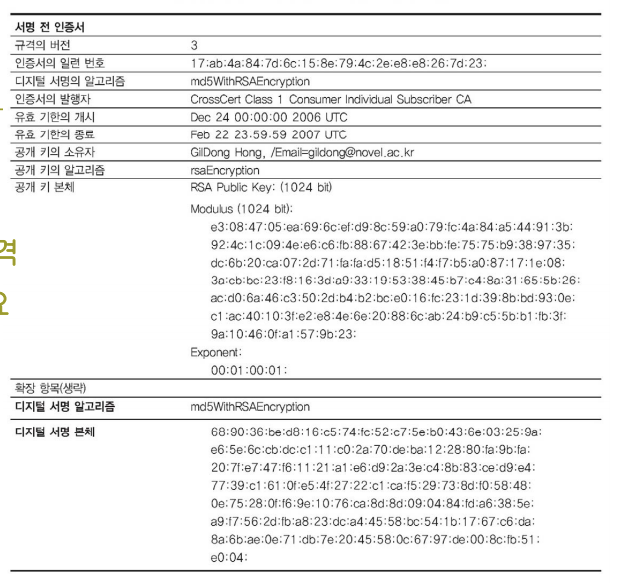 서명 전 인증서
규격의 버전 3
인증서의 일련 번호 17:ab:4a:84:7d:6c:15:8e:79:4c:2e:e8:e8:26:7d:23:
디지털 서명의 알고리즘 md5WithRSAEncryption
인증서의 발행자 CrossCert Class 1 Consumer Individual Subscriber CA
유효 기한의 개시 Dec 24 00:00:00 2006 UTC
유효 기한의 종료 Feb 22 23:59:59 2007 UTC
공개 키의 소유자 GilDong Hong, /Email=gildong@novel.ac.kr
공개 키의 알고리즘 rsaEncryption
공개 키 본체 RSA Public Key: (1024 bit)
Modulus (1024 bit):
e3:08:47:05:ea:69:6c:ef:d9:8c:59:a0:79:fc:4a:84:a5:44:91:3b:
격
92:4c:1c:09:4e:e6:c6:fb:88:67:42:3e:bb:fe:75:75:b9:38:97:35:
dc:6b:20:ca:07:2d:71:fa:fa:d5:18:51:f4:f7:b5:a0:87:17:1e:08:
3a:cb:bc:23:f8:16:3d:a9:33:19:53:38:45:b7:c4:8a:31:65:5b:26:
요
ac:d0:6a:46:c3:50:2d:b4:b2:bc:e0:16:fc:23:1d:39:8b:bd:93:0e:
c1:ac:40:10:3f:e2:e8:4e:6e:20:88:6c:ab:24:b9:c5:5b:b1:fb:3f:
9a:10:46:0f:a1:57:9b:23:
Exponent:
00:01:00:01:
확장 항목(생략)
디지털 서명 알고리즘 md5WithRSAEncryption
디지털 서명 본체 68:90:36:be:d8:16:c5:74:fc:52:c7:5e:b0:43:6e:03:25:9a:
e6:5e:6c:cb:dc:c1:11:c0:2a:70:de:ba:12:28:80:fa:9b:fa:
20:7f:e7:47:f6:11:21:a1:e6:d9:2a:3e:c4:8b:83:ce:d9:e4:
77:39:c1:61:0f:e5:4f:27:22:c1:ca:f5:29:73:8d:f0:58:48:
0e:75:28:0f:f6:9e:10:76:ca:8d:8d:09:04:84:fd:a6:38:5e:
a9:f7:56:2d:fb:a8:23:dc:a4:45:58:bc:54:1b:17:67:c6:da:
8a:6b:ae:0e:71:db:7e:20:45:58:0c:67:97:de:00:8c:fb:51:
e0:04: